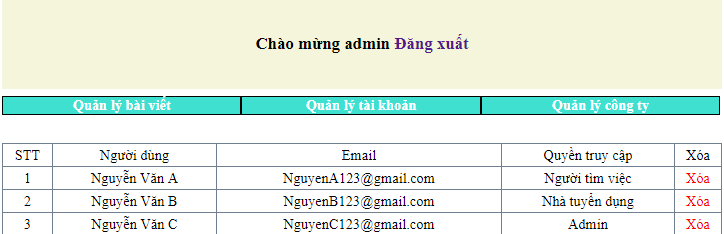 Chào mừng admin Đăng xuất
Quản lý bài viết Quản lý tài khoản Quản lý công ty
STT Người dùng Email Quyền truy cập Xóa
1 Nguyễn Văn A NguyenA123@gmail.com Người tìm việc Xóa
2 Nguyễn Văn B NguyenB123@gmail.com Nhà tuyển dụng Xóa
3 Nguyễn Văn C NguyenC123@gmail.com Admin Xóa